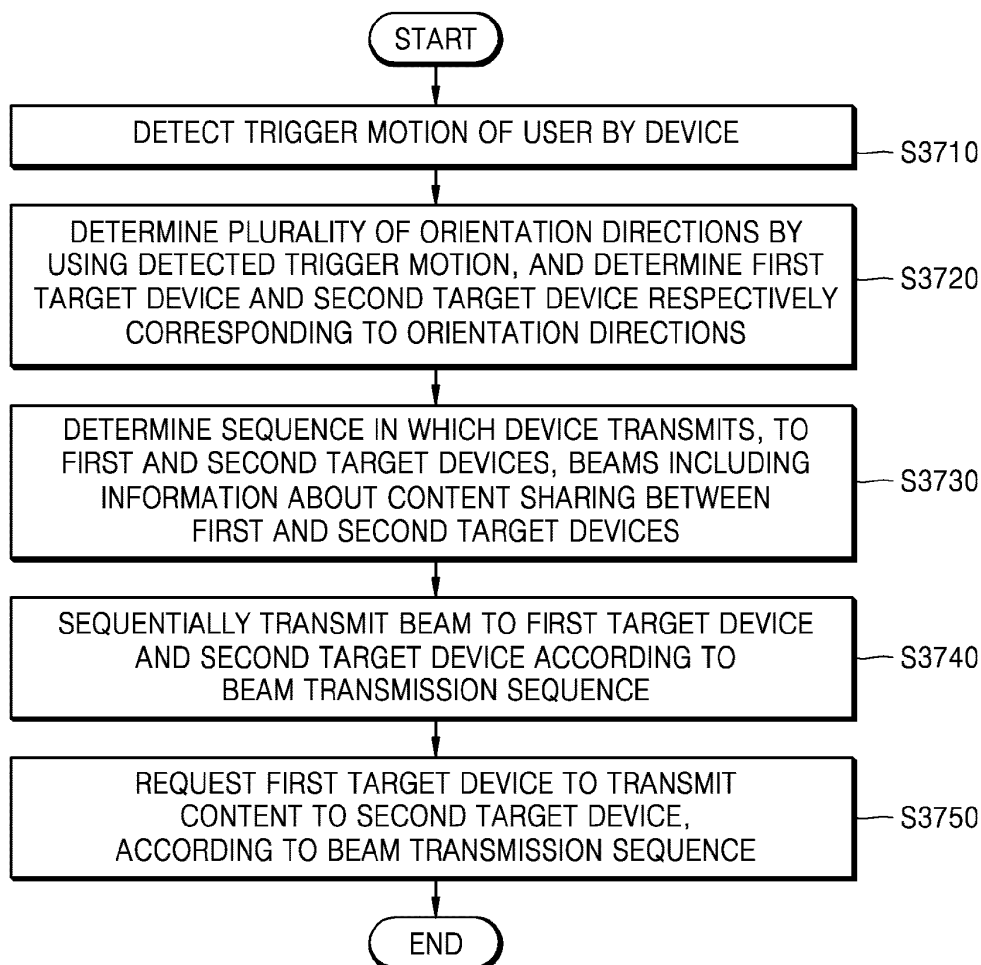 START
DETECT TRIGGER MOTION OF USER BY DEVICE
S3710
DETERMINE PLURALITY OF ORIENTATION DIRECTIONS BY
USING DETECTED TRIGGER MOTION, AND DETERMINE FIRST
TARGET DEVICE AND SECOND TARGET DEVICE RESPECTIVELY
CORRESPONDING TO ORIENTATION DIRECTIONS
S3720
DETERMINE SEQUENCE IN WHICH DEVICE TRANSMITS, TO
FIRST AND SECOND TARGET DEVICES, BEAMS INCLUDING
INFORMATION ABOUT CONTENT SHARING BETWEEN
FIRST AND SECOND TARGET DEVICES
S3730
SEQUENTIALLY TRANSMIT BEAM TO FIRST TARGET DEVICE
AND SECOND TARGET DEVICE ACCORDING TO
BEAM TRANSMISSION SEQUENCE
S3740
REQUEST FIRST TARGET DEVICE TO TRANSMIT
CONTENT TO SECOND TARGET DEVICE,
ACCORDING TO BEAM TRANSMISSION SEQUENCE
S3750
END